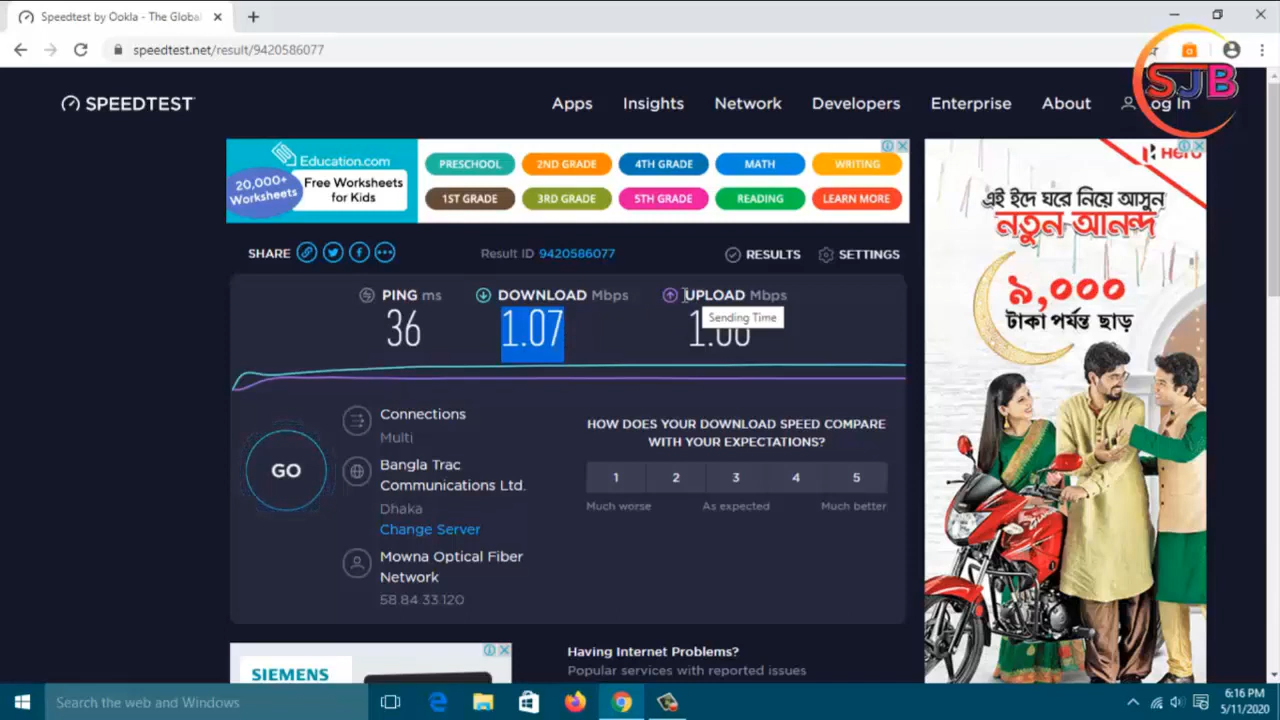 Speedtest by Ookla - The Globa
speedtest.net/result/9420586077
SJB
SPEEDTEST
Apps
Insights
Network
Developers
Enterprise
About
og In
20,000+
Worksheets
Education.com
Free Worksheets
for Kids
PRESCHOOL
2ND GRADE
4TH GRADE
MATH
WRITING
1ST GRADE
3RD GRADE
5TH GRADE
READING
LEARN MORE
Hero
এই ইদে ঘরে নিয়ে আসুন
নতুন আনন্দ
৯,০০০
টাকা পর্যন্ত ছাড়
SHARE
Result ID 9420586077
RESULTS
SETTINGS
PING ms
DOWNLOAD Mbps
UPLOAD Mbps
Sending Time
36
1.07
Connections
Multi
Bangla Trac
Communications Ltd.
Dhaka
Change Server
Mowna Optical Fiber
Network
58.84.33.120
GO
HOW DOES YOUR DOWNLOAD SPEED COMPARE
WITH YOUR EXPECTATIONS?
1 2 3 4 5
Much worse
As expected
Much better
SIEMENS
Having Internet Problems?
Popular services with reported issues
Search the web and Windows
6:16 PM
5/11/2020